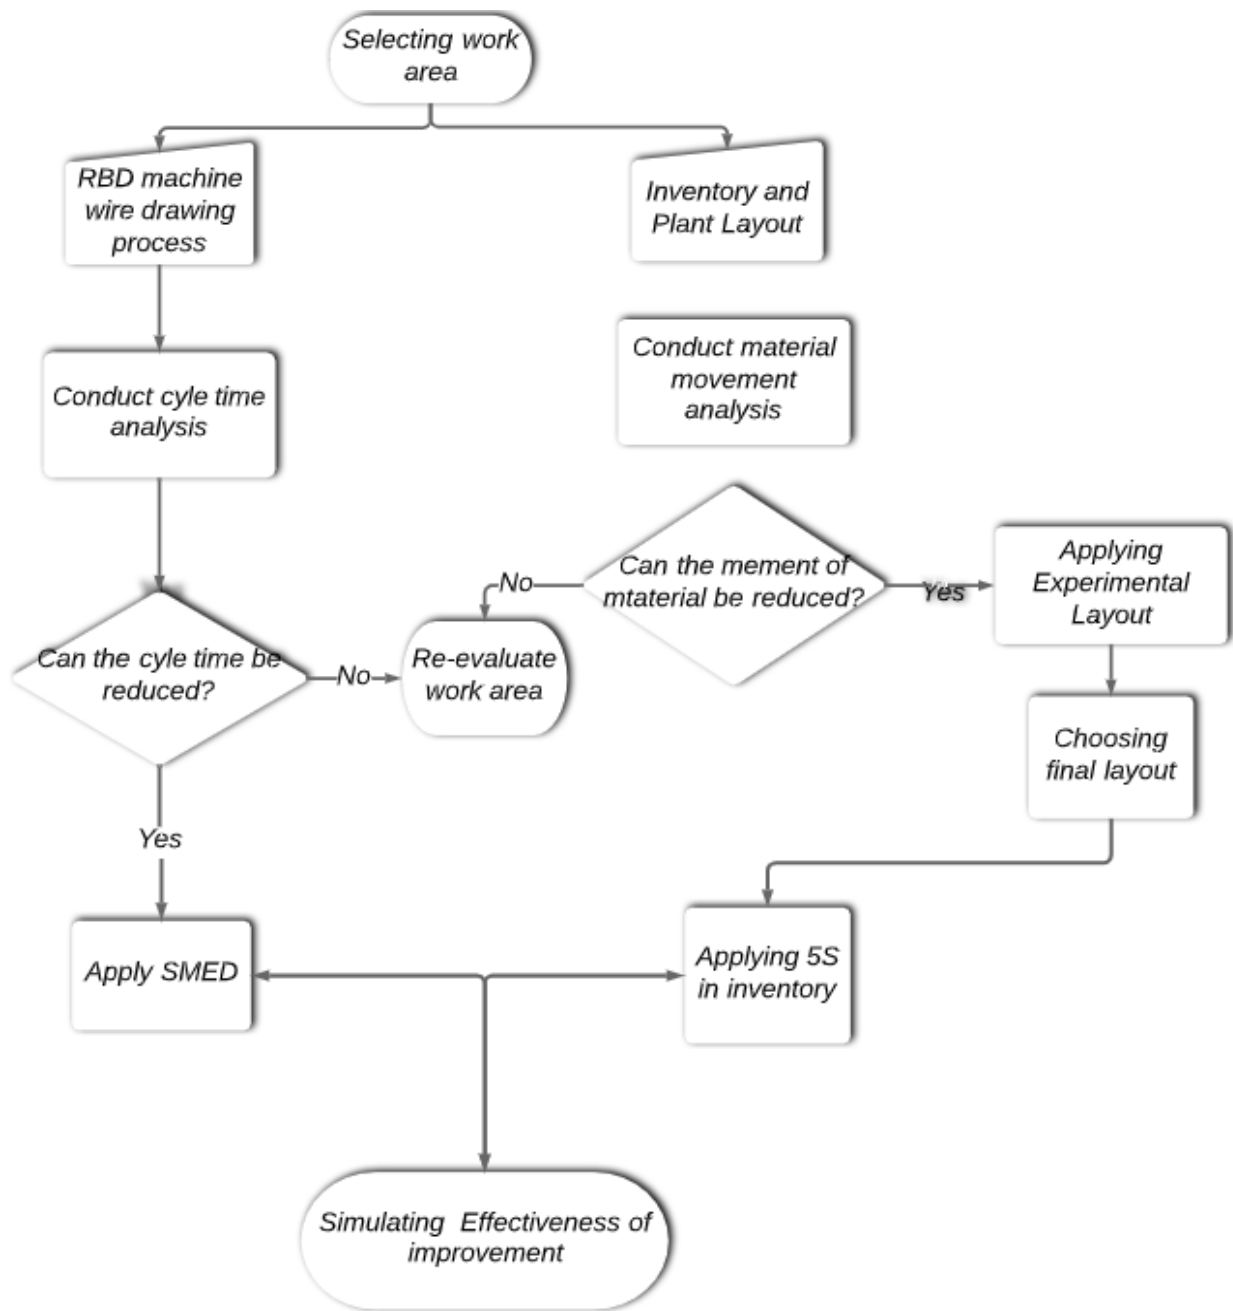 Selecting work
area
RBD machine
wire drawing
process
Inventory and
Plant Layout
Conduct cyle time
analysis
Conduct material
movement
analysis
Can the cyle time be
reduced?
No
Re-evaluate
work area
No
Can the mement of
mtaterial be reduced?
Yes
Applying
Experimental
Layout
Choosing
final layout
Yes
Apply SMED
Applying 5S
in inventory
Simulating Effectiveness of
improvement